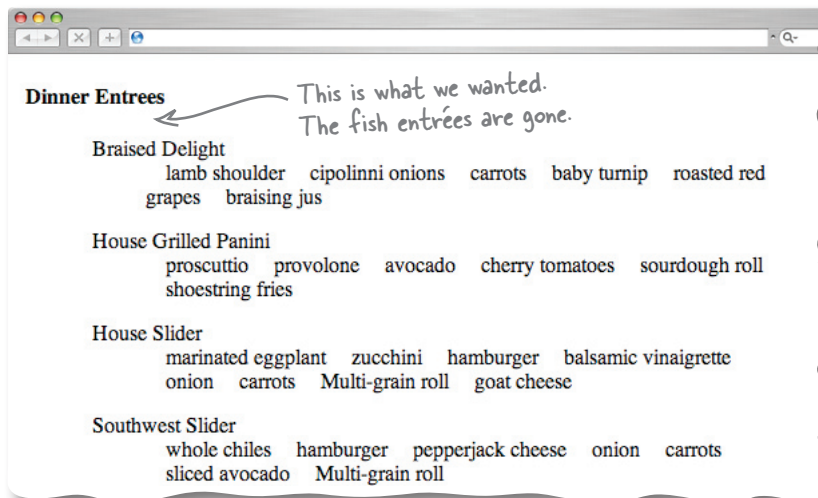 Dinner Entrees
This is what we wanted.
The fish entrées are gone.
Braised Delight
lamb shoulder cipolinni onions carrots baby turnip roasted red
grapes braising jus
House Grilled Panini
proscuttio provolone avocado cherry tomatoes sourdough roll
shoestring fries
House Slider
marinated eggplant zucchini hamburger balsamic vinaigrette
onion carrots Multi-grain roll goat cheese
Southwest Slider
whole chiles hamburger pepperjack cheese onion carrots
sliced avocado Multi-grain roll